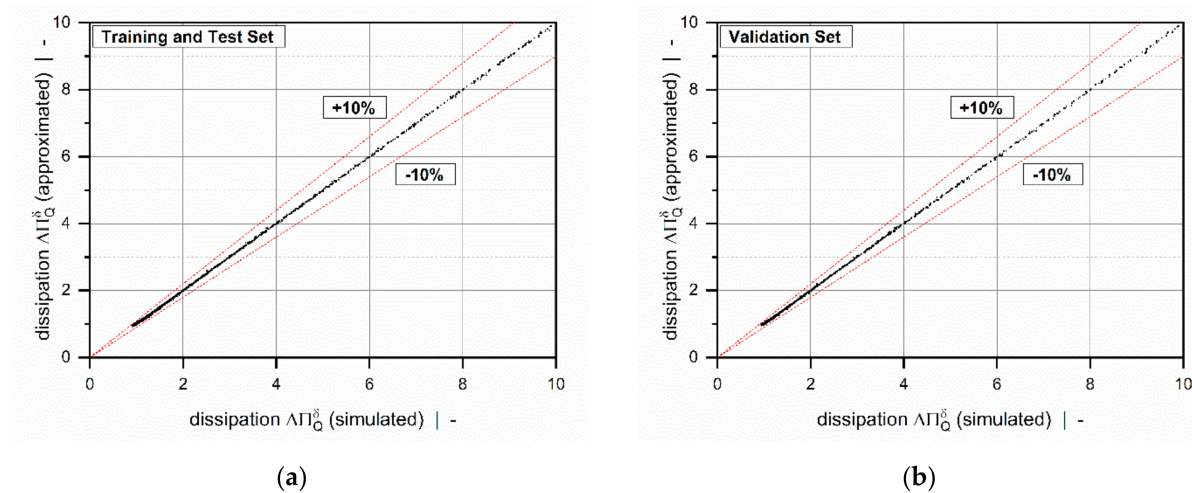 10
8
6
4
2
0
dissipation ΛΠ_Q^δ (approximated) | -
Training and Test Set
+10%
-10%
0 2 4 6 8 10
dissipation ΛΠ_Q^δ (simulated) | -
(a)
10
8
6
4
2
0
dissipation ΛΠ_Q^δ (approximated) | -
Validation Set
+10%
-10%
0 2 4 6 8 10
dissipation ΛΠ_Q^δ (simulated) | -
(b)